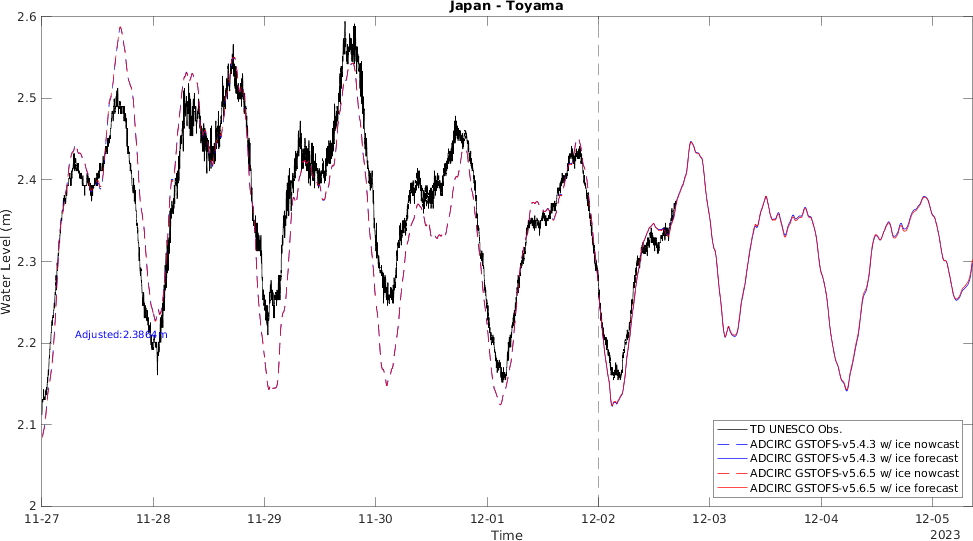 Japan - Toyama
2.6
2.5
2.4
2.3
2.2
2.1
2
Water Level (m)
Adjusted:2.3864m
TD UNESCO Obs.
ADCIRC GSTOFS-v5.4.3 w/ ice nowcast
ADCIRC GSTOFS-v5.4.3 w/ ice forecast
ADCIRC GSTOFS-v5.6.5 w/ ice nowcast
ADCIRC GSTOFS-v5.6.5 w/ ice forecast
11-27 11-28 11-29 11-30 12-01 12-02 12-03 12-04 12-05
Time
2023